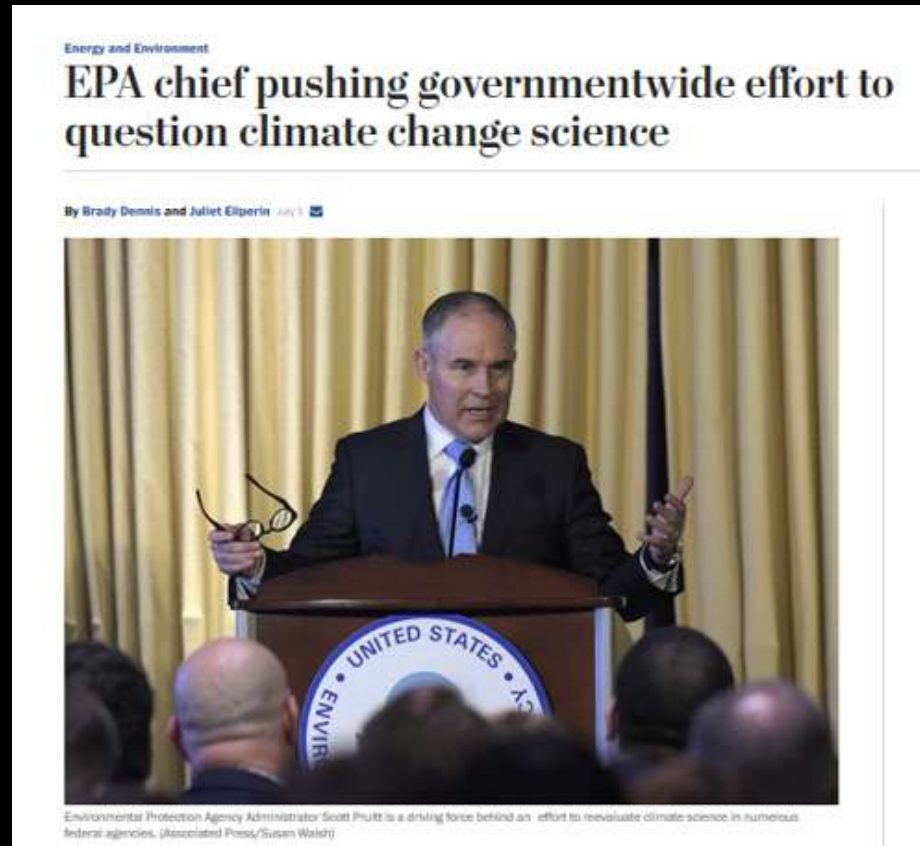 Energy and Environment
EPA chief pushing governmentwide effort to
question climate change science
By Brady Dennis and Juliet Eilperin July
UNITED STATES
ENVIR
CY
Environmental Protection Agency Administrator Scott Pruitt is a driving force behind an effort to reevaluate climate science in numerous
federal agencies. (Associated Press/Susan Walsh)